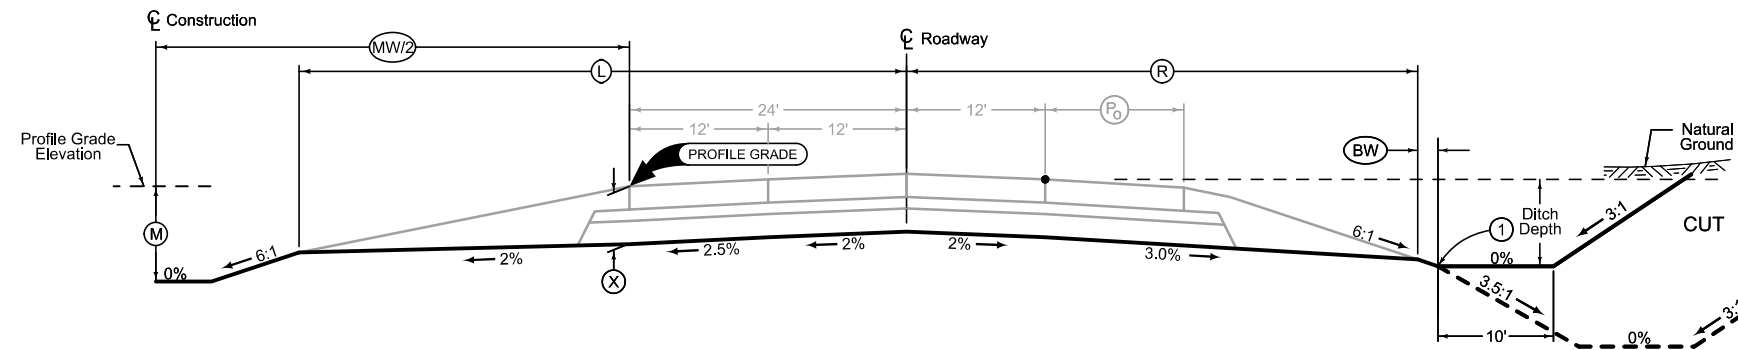 ℄ Construction
MW/2
℄ Roadway
L
R
24'
12'
P₀
12'
12'
Profile Grade
Elevation
PROFILE GRADE
BW
Natural
Ground
M
Ditch
Depth
3:1
CUT
1
6:1
0%
6:1
2%
2.5%
2%
2%
3.0%
0%
X
3.5:1
10'
0%
3: